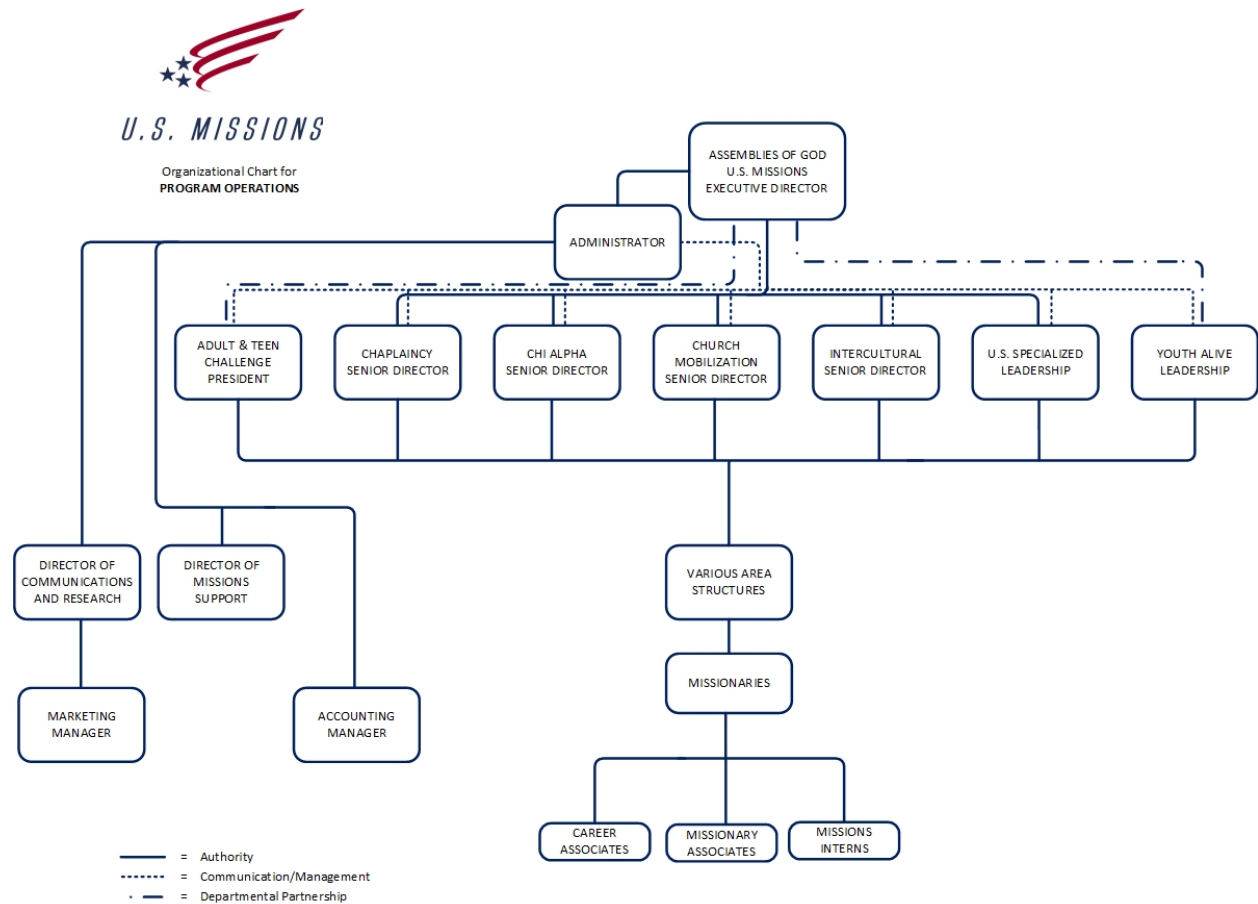 U.S. MISSIONS
Organizational Chart for
PROGRAM OPERATIONS
ASSEMBLIES OF GOD
U.S. MISSIONS
EXECUTIVE DIRECTOR
ADMINISTRATOR
ADULT & TEEN
CHALLENGE
PRESIDENT
CHAPLAINCY
SENIOR DIRECTOR
CHI ALPHA
SENIOR DIRECTOR
CHURCH
MOBILIZATION
SENIOR DIRECTOR
INTERCULTURAL
SENIOR DIRECTOR
U.S. SPECIALIZED
LEADERSHIP
YOUTH ALIVE
LEADERSHIP
DIRECTOR OF
COMMUNICATIONS
AND RESEARCH
DIRECTOR OF
MISSIONS
SUPPORT
VARIOUS AREA
STRUCTURES
MISSIONARIES
MARKETING
MANAGER
ACCOUNTING
MANAGER
CAREER
ASSOCIATES
MISSIONARY
ASSOCIATES
MISSIONS
INTERNS
= Authority
= Communication/Management
= Departmental Partnership